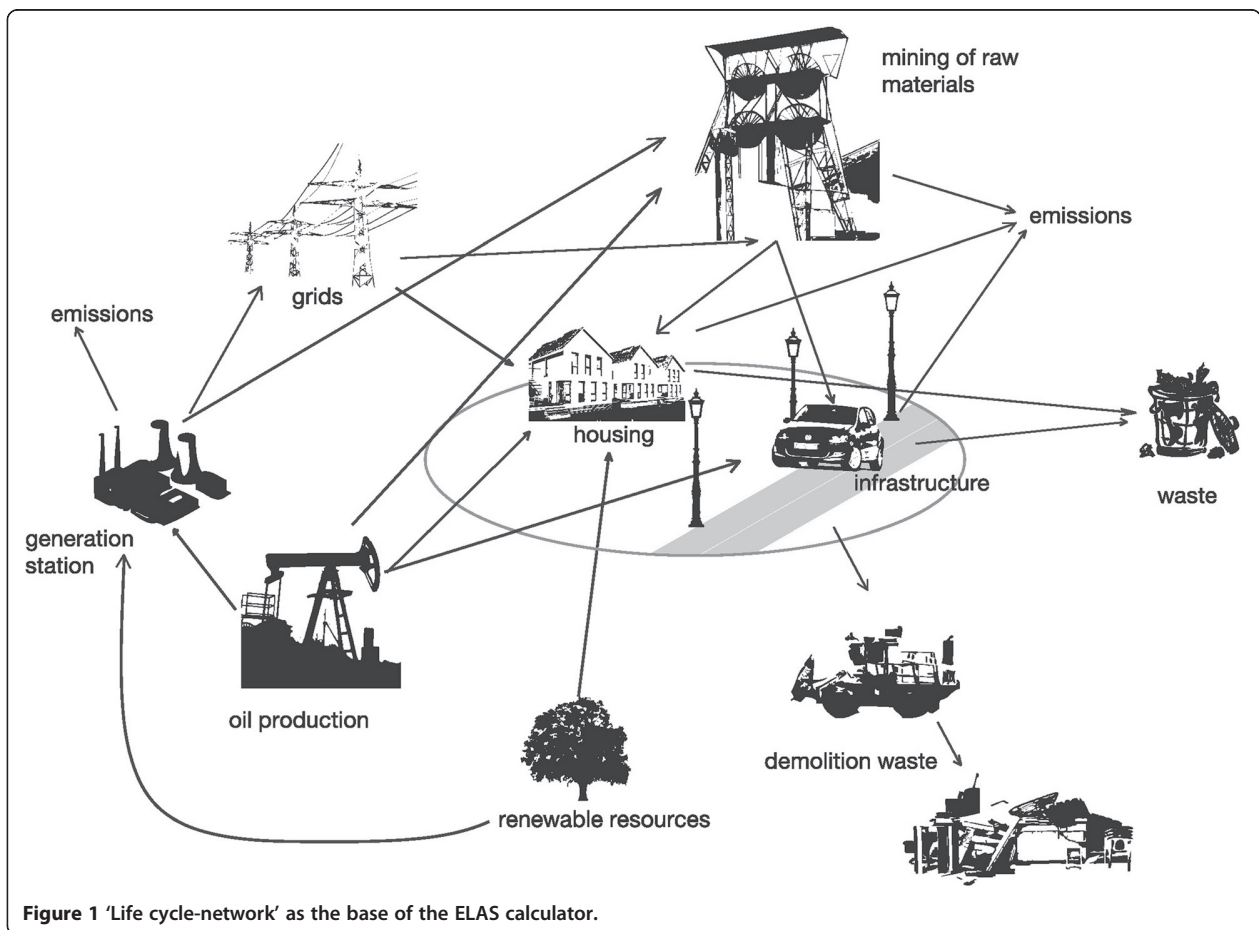 mining of raw
materials
emissions
grids
emissions
housing
infrastructure
waste
generation
station
oil production
demolition waste
renewable resources
Figure 1 'Life cycle-network' as the base of the ELAS calculator.